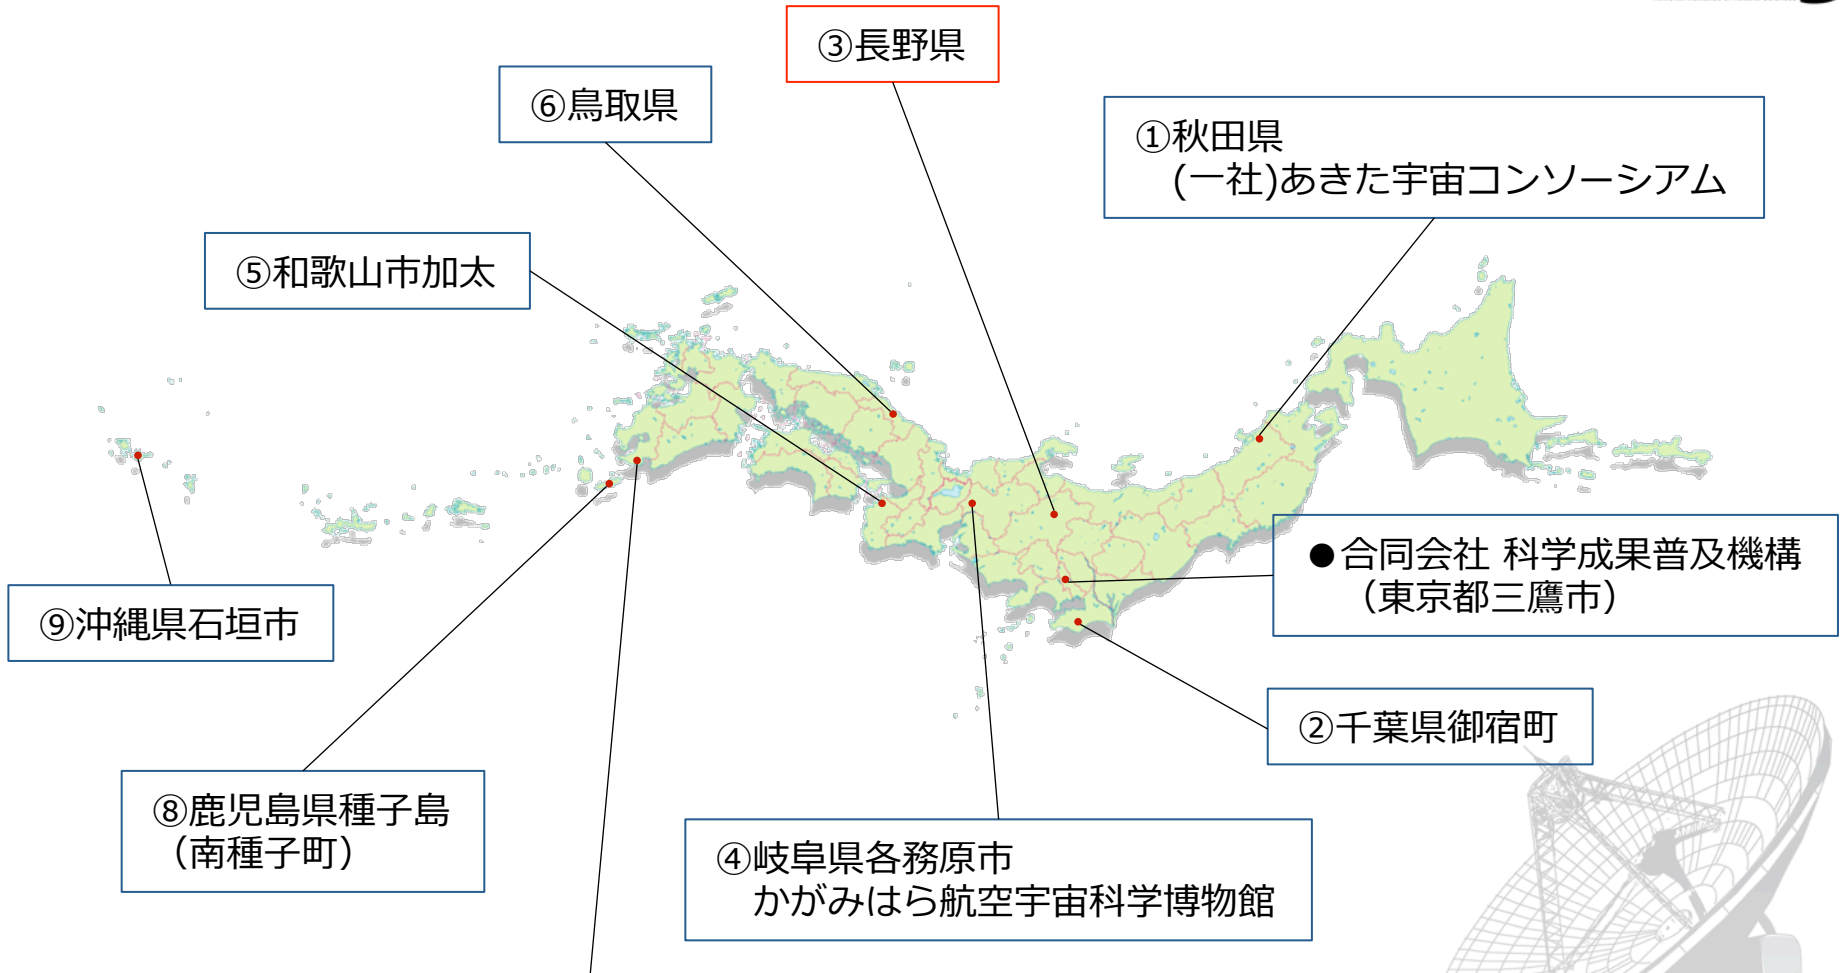 ③長野県
⑥鳥取県
①秋田県
(一社)あきた宇宙コンソーシアム
⑤和歌山市加太
●合同会社 科学成果普及機構
（東京都三鷹市）
⑨沖縄県石垣市
②千葉県御宿町
⑧鹿児島県種子島
（南種子町）
④岐阜県各務原市
かがみはら航空宇宙科学博物館